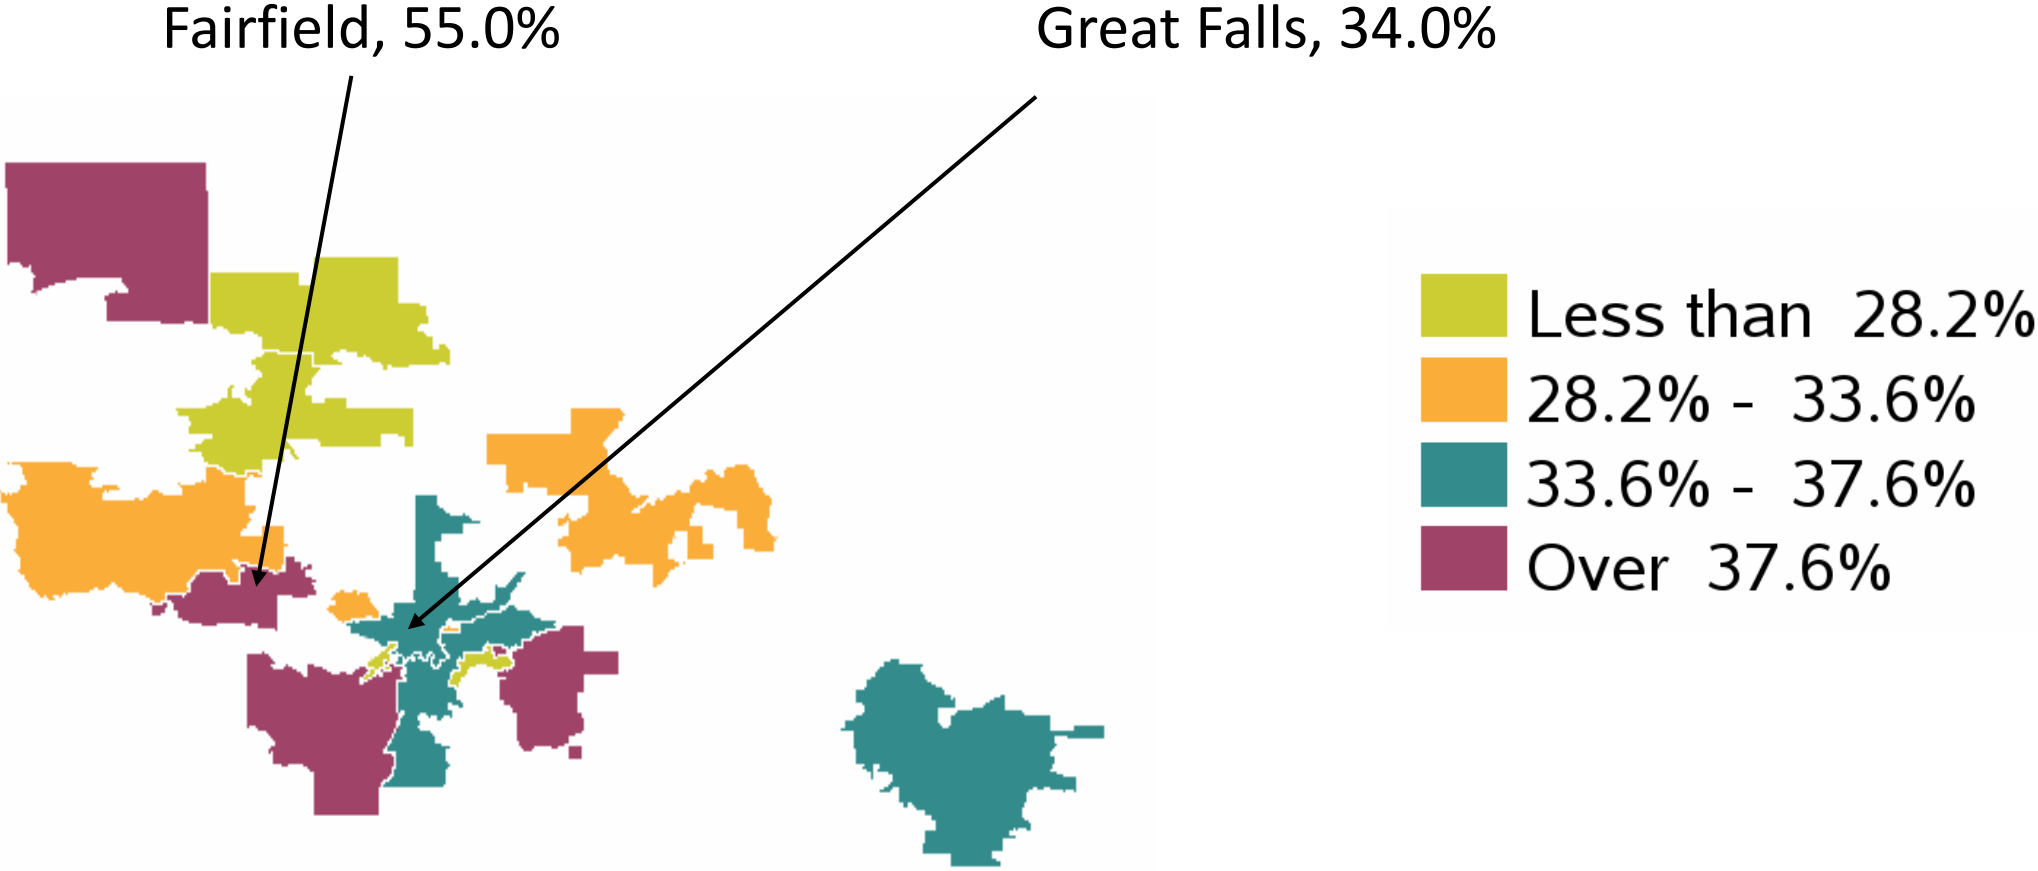 Fairfield, 55.0%
Great Falls, 34.0%
Less than 28.2%
28.2% - 33.6%
33.6% - 37.6%
Over 37.6%